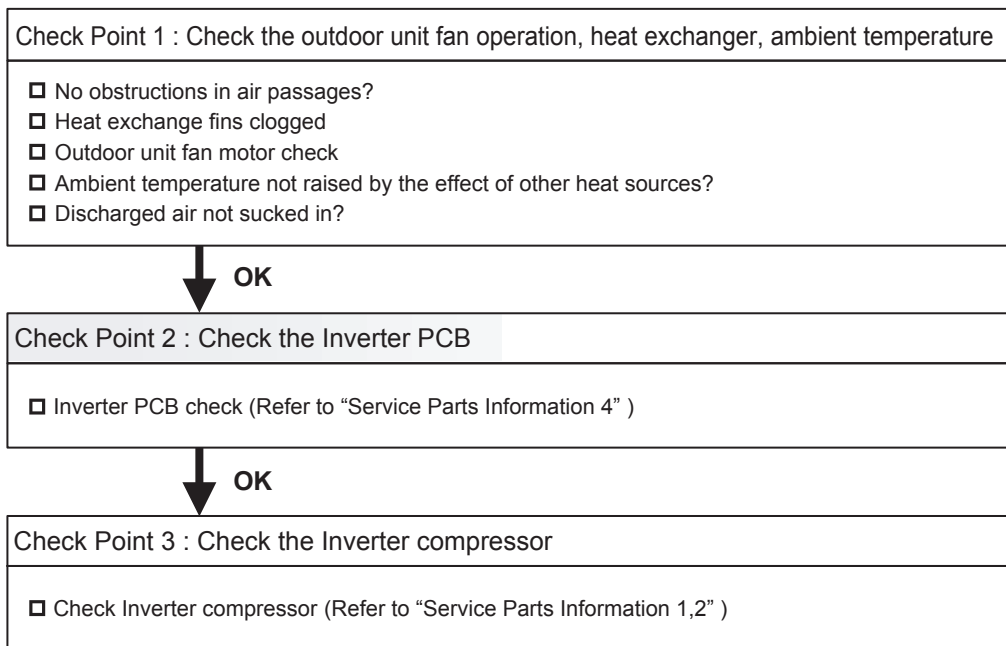 Check Point 1 : Check the outdoor unit fan operation, heat exchanger, ambient temperature
No obstructions in air passages?
Heat exchange fins clogged
Outdoor unit fan motor check
Ambient temperature not raised by the effect of other heat sources?
Discharged air not sucked in?
OK
Check Point 2 : Check the Inverter PCB
Inverter PCB check (Refer to “Service Parts Information 4” )
OK
Check Point 3 : Check the Inverter compressor
Check Inverter compressor (Refer to “Service Parts Information 1,2” )